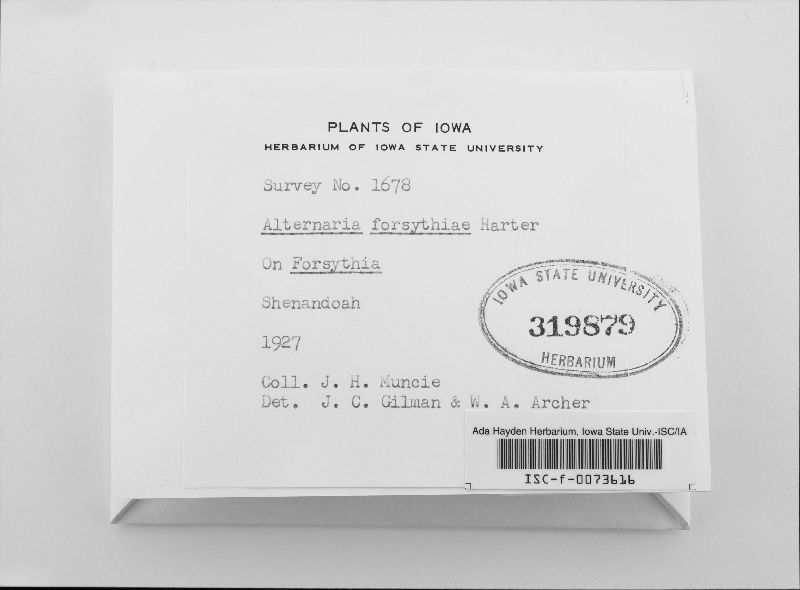 PLANTS OF IOWA
HERBARIUM OF IOWA STATE UNIVERSITY
Survey No. 1678
Alternaria forsythiae Harter
On Forsythia
Shenandoah
1927
Coll. J. H. Muncie
Det. J. C. Gilman & W. A. Archer
IOWA STATE UNIVERSITY
319879
HERBARIUM
Ada Hayden Herbarium, Iowa State Univ.-ISC/IA
ISC-f-0073616